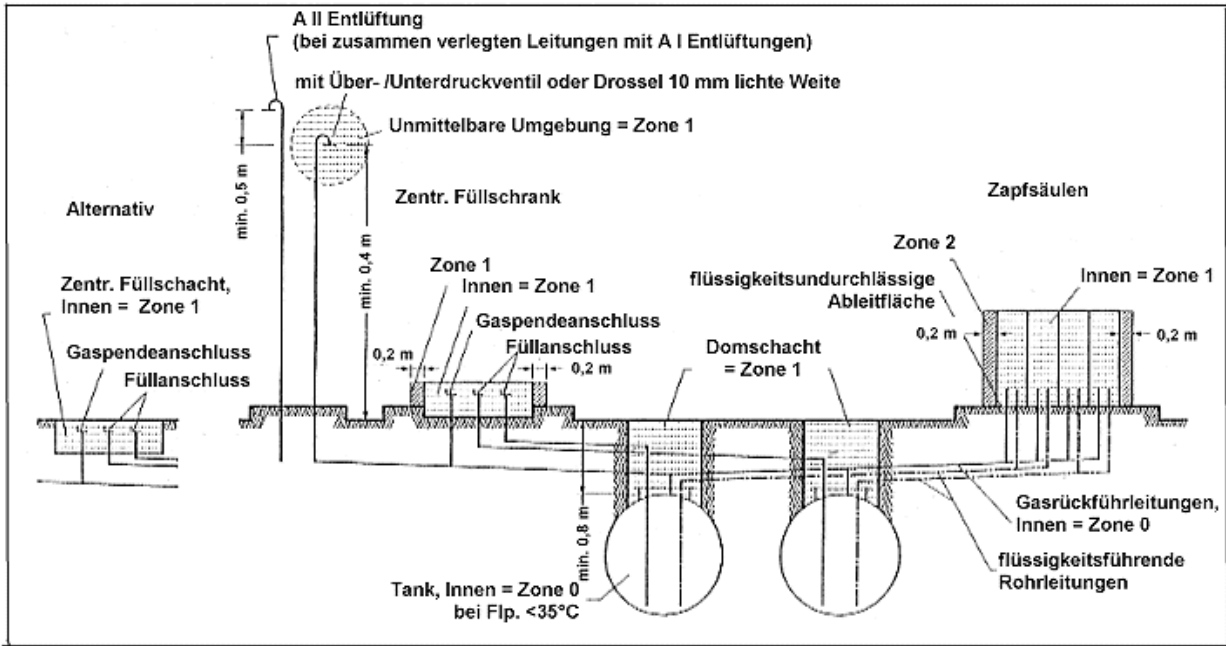 A II Entlüftung
(bei zusammen verlegten Leitungen mit A I Entlüftungen)
mit Über- /Unterdruckventil oder Drossel 10 mm lichte Weite
Unmittelbare Umgebung = Zone 1
min. 0,5 m
min. 0,4 m
Alternativ
Zentr. Füllschacht,
Innen = Zone 1
Gaspendeanschluss
Füllanschluss
Zentr. Füllschrank
Zone 1
Innen = Zone 1
Gaspendeanschluss
Füllanschluss
0,2 m
0,2 m
Domschacht
= Zone 1
Zapfsäulen
Zone 2
flüssigkeitsundurchlässige
Ableitfläche
Innen = Zone 1
0,2 m
0,2 m
min. 0,8 m
Tank, Innen = Zone 0
bei Flp. <35°C
Gasrückführleitungen,
Innen = Zone 0
flüssigkeitsführende
Rohrleitungen